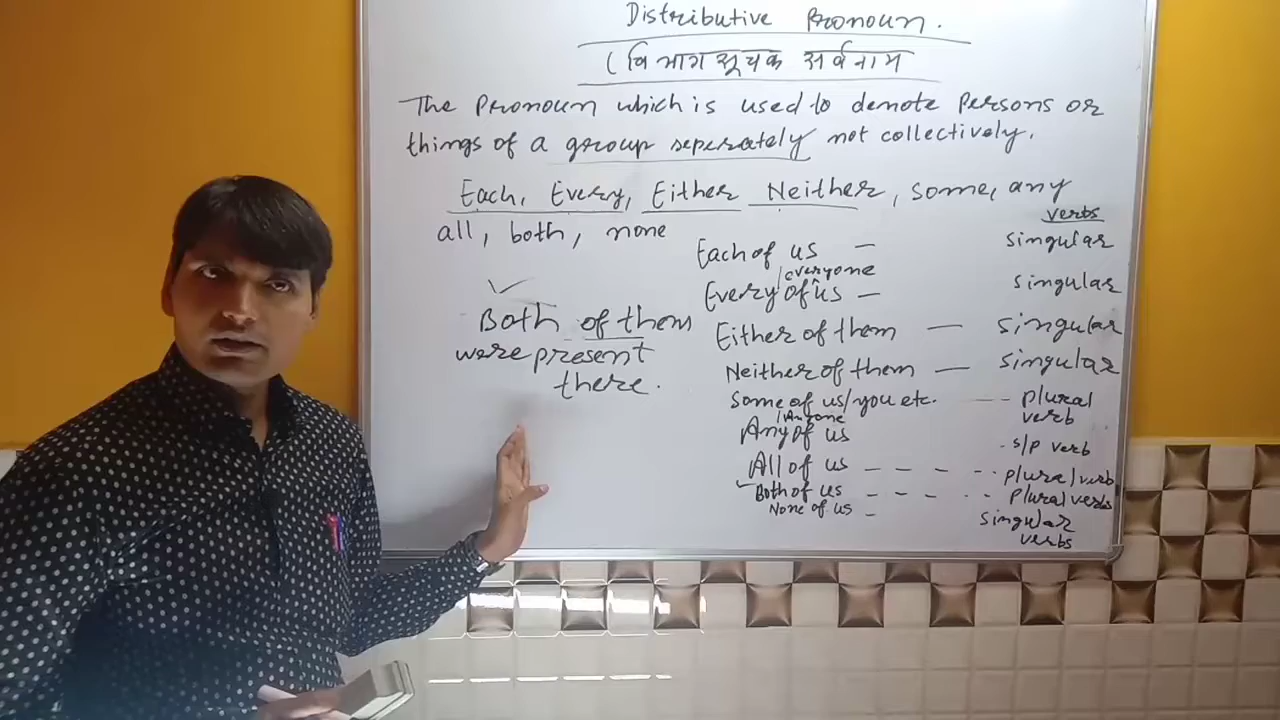 Distributive Pronoun.
(विभागसूचक सर्वनाम
The Pronoun which is used to denote Persons or
things of a group seperately not collectively.
Each, Every, Either Neither, some, any
all, both, none
verbs
Each of us — singular
/everyone
Every of us — singular
Either of them — singular
Neither of them — singular
Some of us/you etc. --- plural verb
/Anyone
Any of us - s/p verb
All of us - - - - - plural verb
Both of us - - - - - Plural verbs
None of us - singular verbs
Both of them
were present
there.